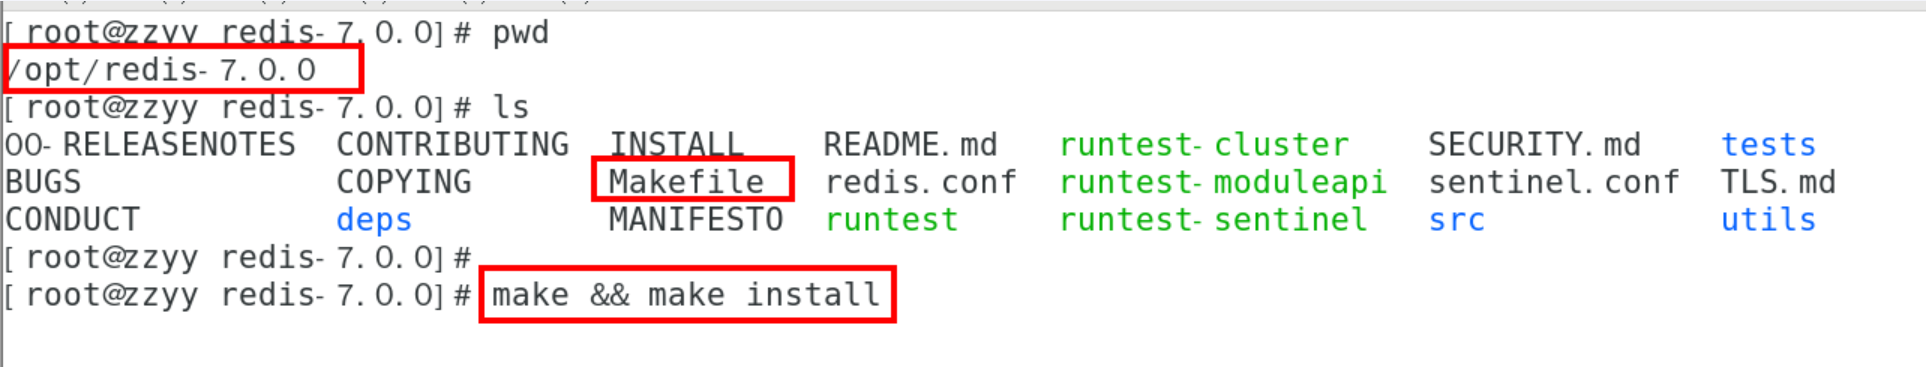 [root@zzyy redis-7.0.0]# pwd
/opt/redis-7.0.0
[root@zzyy redis-7.0.0]# ls
00-RELEASENOTES  CONTRIBUTING  INSTALL  README.md  runtest-cluster  SECURITY.md  tests
BUGS  COPYING  Makefile  redis.conf  runtest-moduleapi  sentinel.conf  TLS.md
CONDUCT  deps  MANIFESTO  runtest  runtest-sentinel  src  utils
[root@zzyy redis-7.0.0]#
[root@zzyy redis-7.0.0]# make && make install